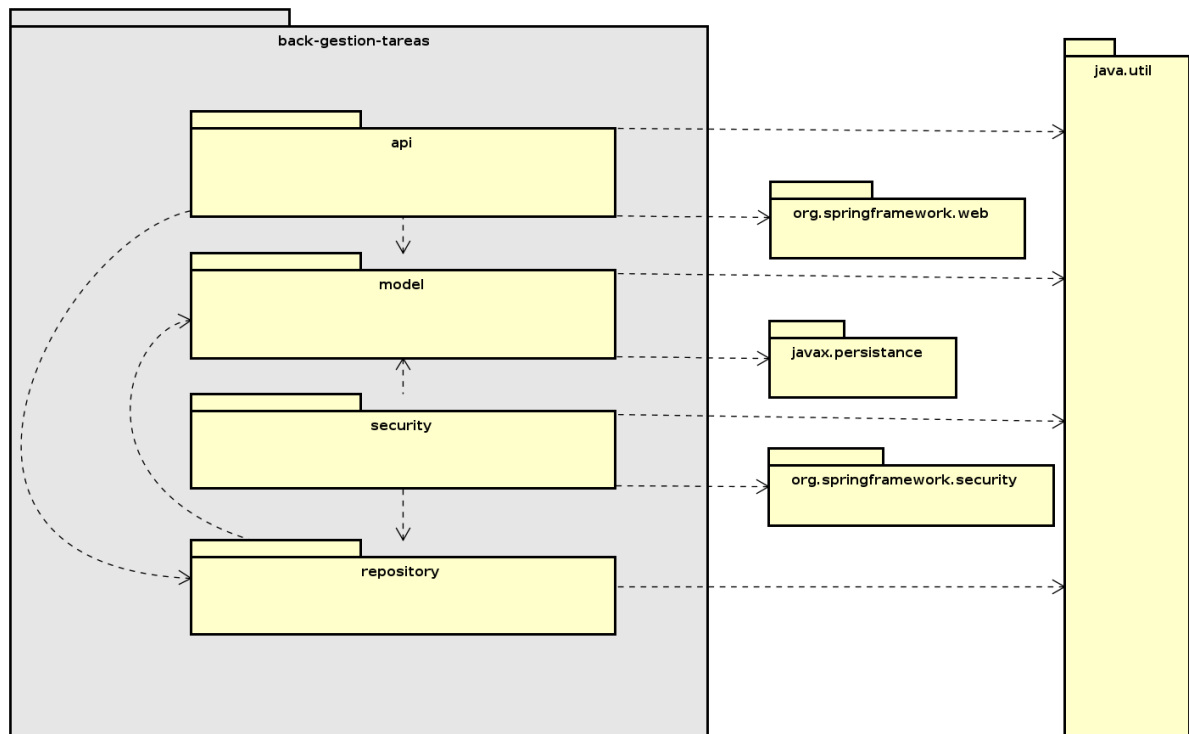 back-gestion-tareas
java.util
api
org.springframework.web
model
javax.persistance
security
org.springframework.security
repository